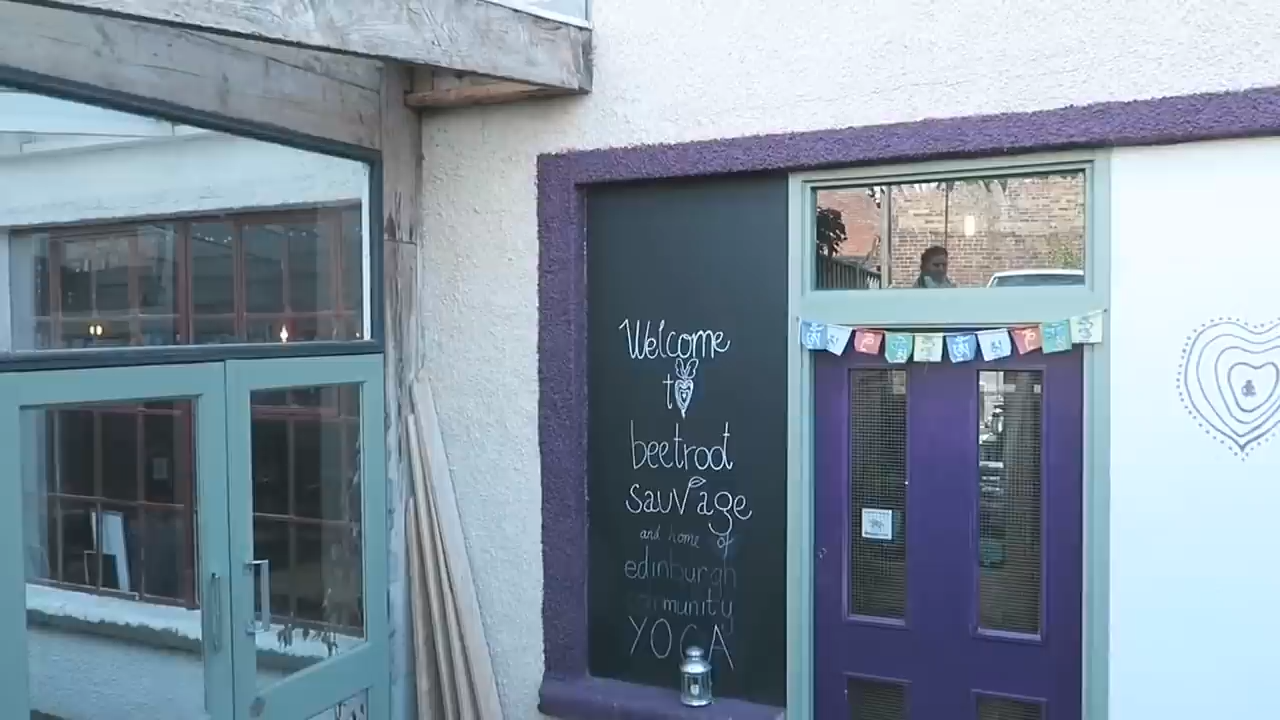 Welcome
to
beetroot
sauvage
and home of
edinburgh
community
YOGA